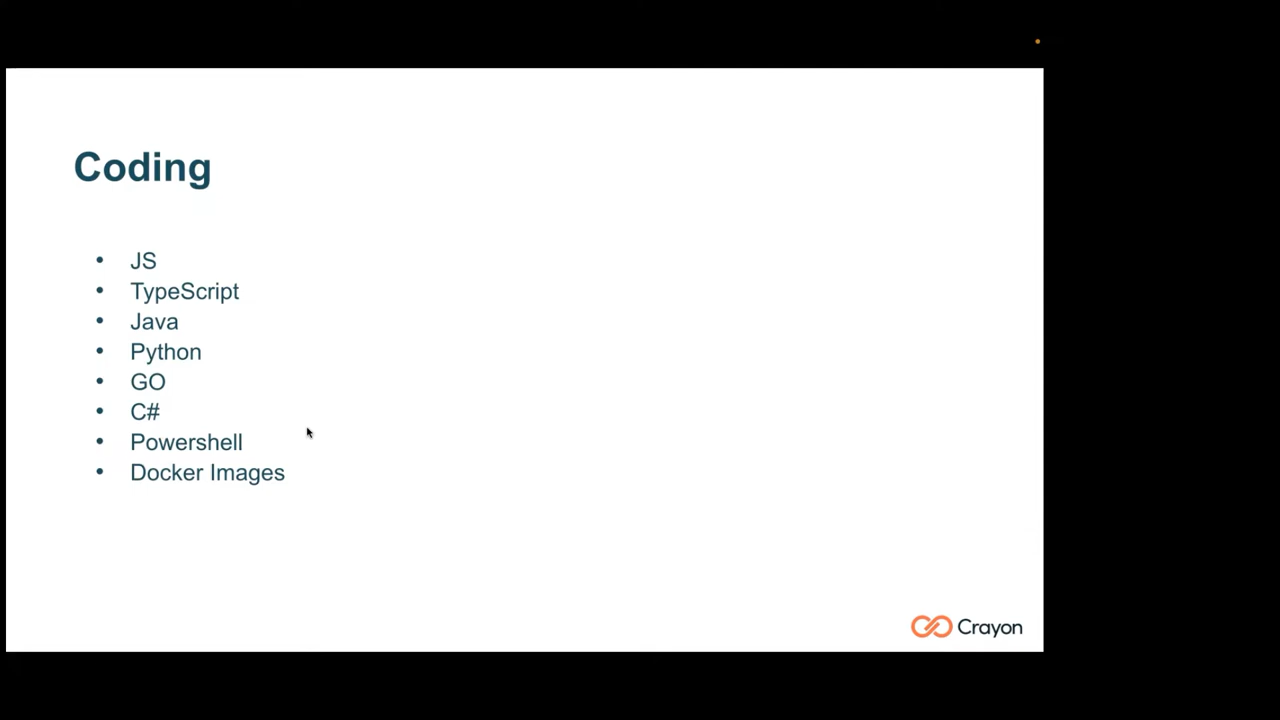 Coding
• JS
• TypeScript
• Java
• Python
• GO
• C#
• Powershell
• Docker Images
Crayon